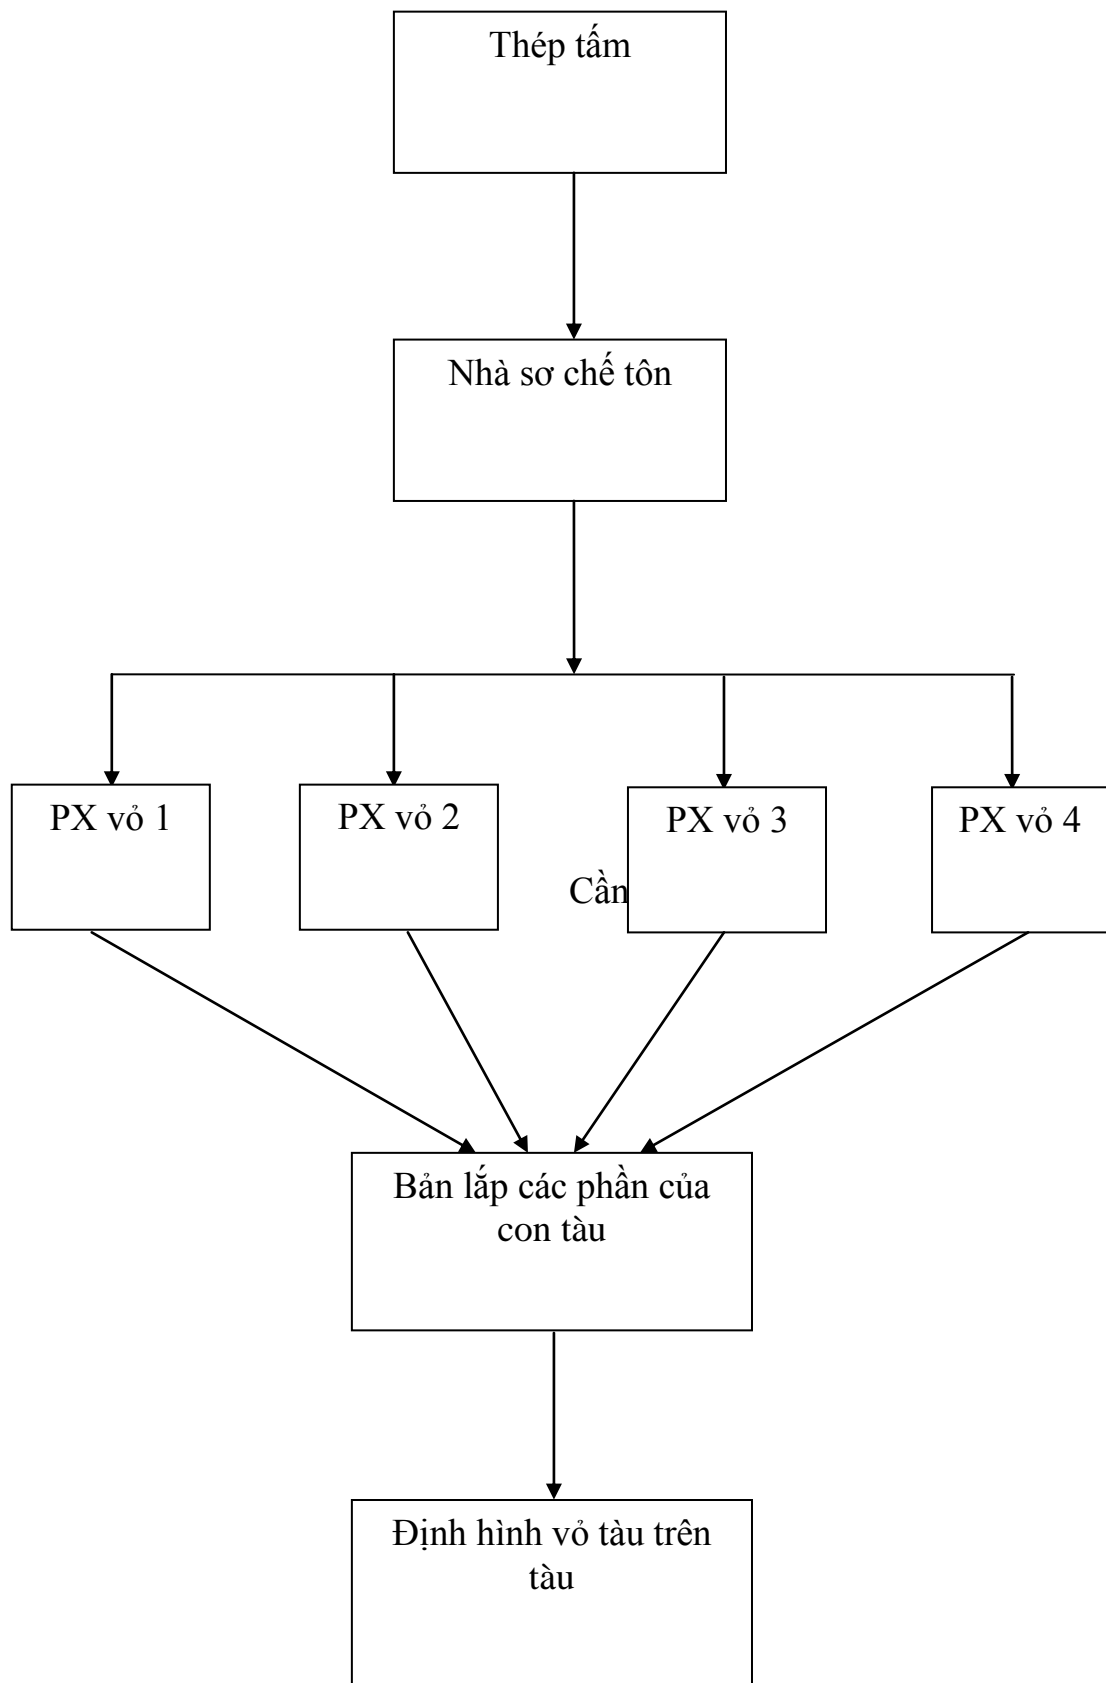 Thép tấm
Nhà sơ chế tôn
PX vỏ 1
PX vỏ 2
PX vỏ 3
PX vỏ 4
Cần
Bản lắp các phần của
con tàu
Định hình vỏ tàu trên
tàu